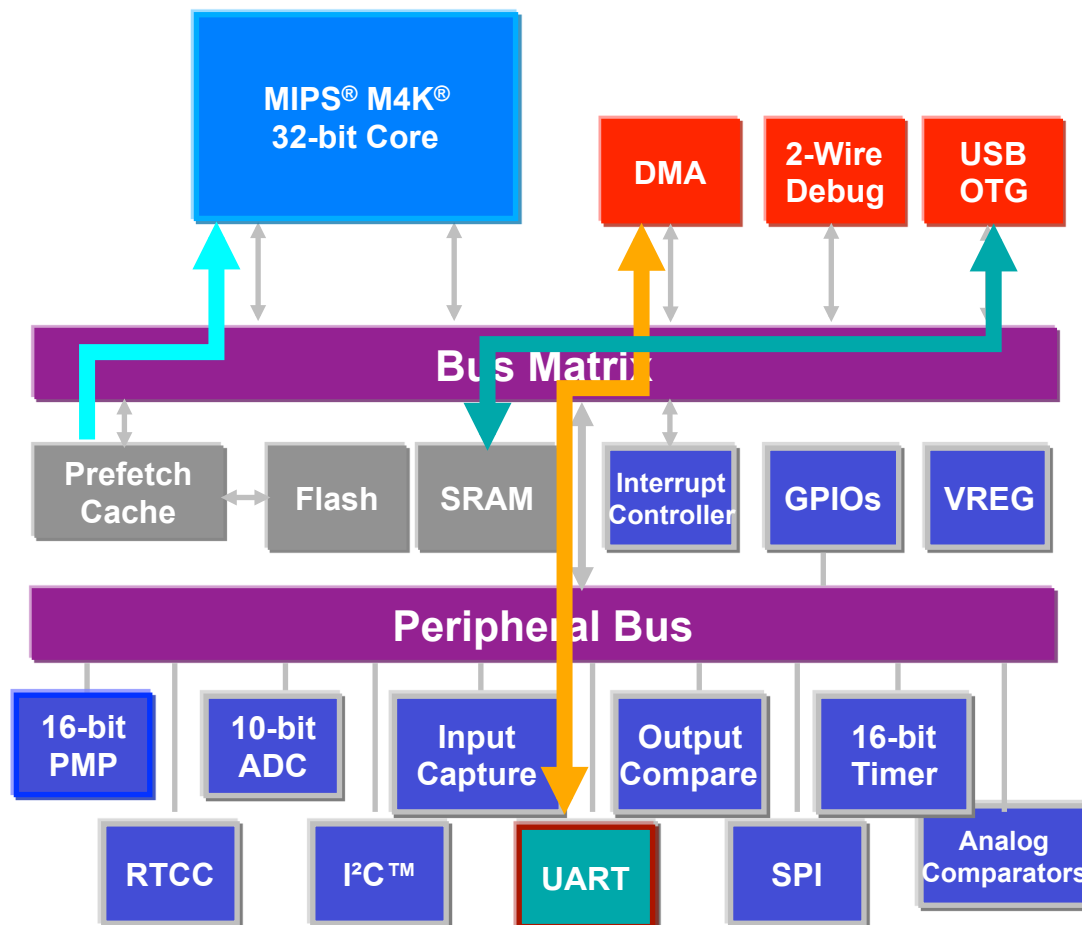 MIPS® M4K®
32-bit Core
DMA
2-Wire
Debug
USB
OTG
Bus Matrix
Prefetch
Cache
Flash
SRAM
Interrupt
Controller
GPIOs
VREG
Peripheral Bus
16-bit
PMP
10-bit
ADC
Input
Capture
Output
Compare
16-bit
Timer
RTCC
I²C™
UART
SPI
Analog
Comparators